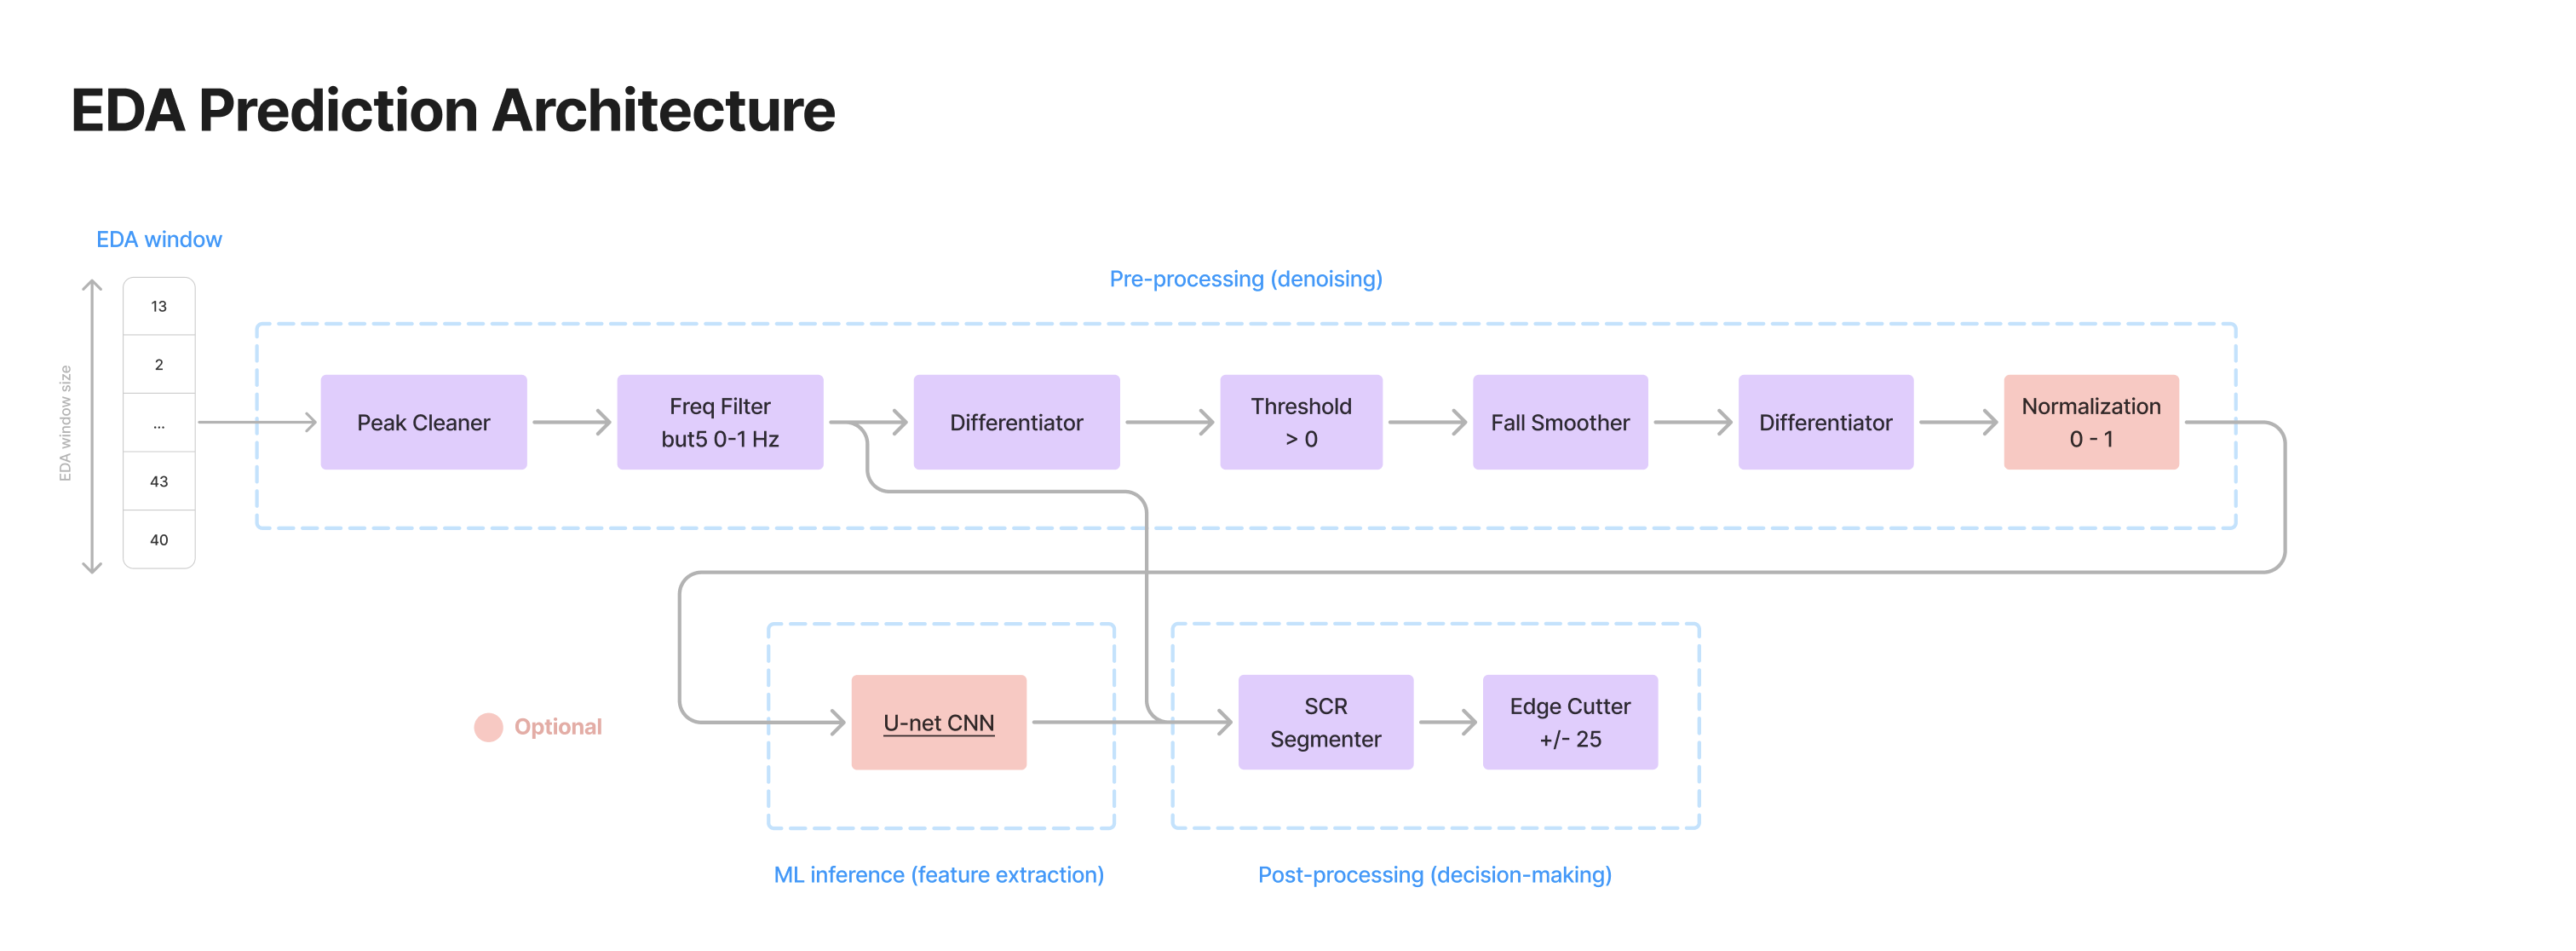 EDA Prediction Architecture
EDA window
EDA window size
13
2
...
43
40
Pre-processing (denoising)
Peak Cleaner
Freq Filter
but5 0-1 Hz
Differentiator
Threshold
> 0
Fall Smoother
Differentiator
Normalization
0 - 1
Optional
U-net CNN
ML inference (feature extraction)
SCR
Segmenter
Edge Cutter
+/- 25
Post-processing (decision-making)